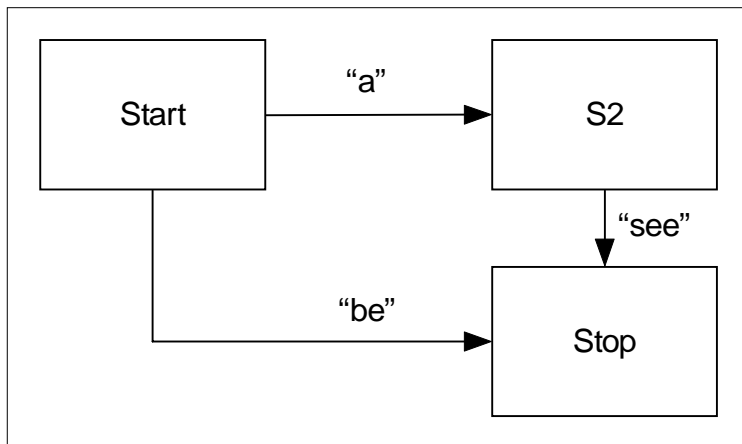 “a”
Start
S2
“see”
“be”
Stop